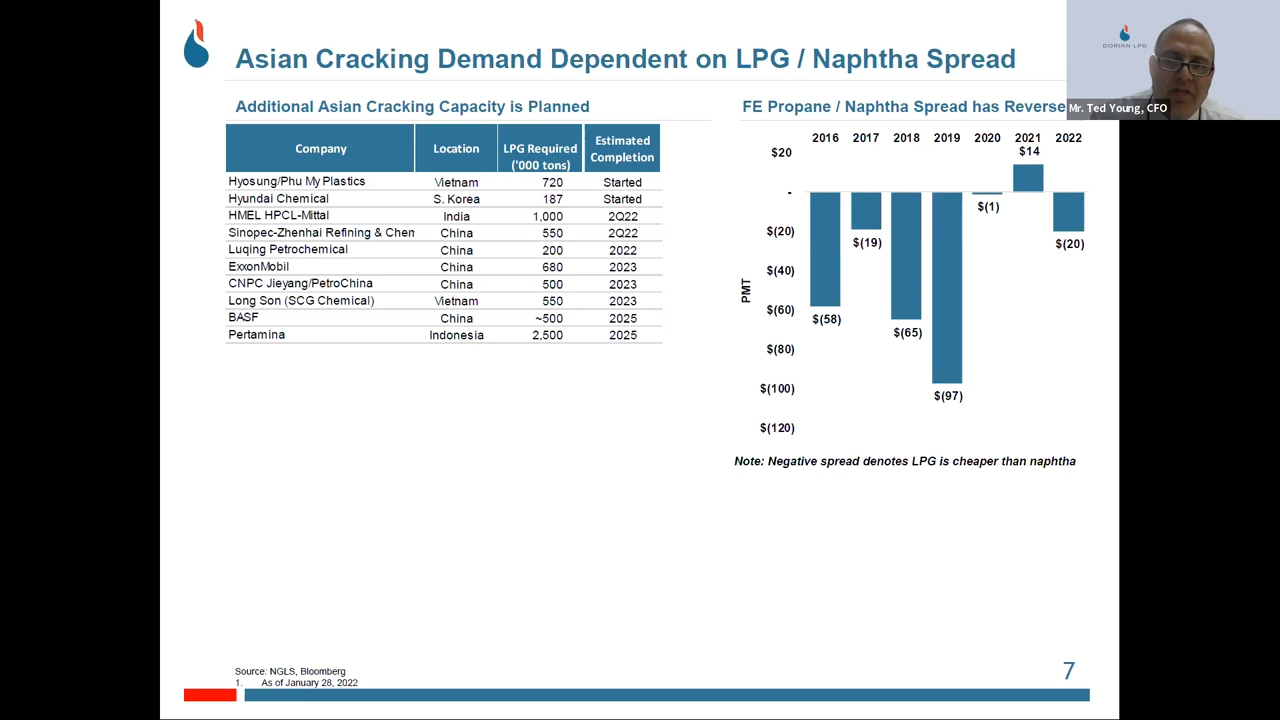 Asian Cracking Demand Dependent on LPG / Naphtha Spread
DORIAN LPG
Mr. Ted Young, CFO
Additional Asian Cracking Capacity is Planned
Company Location LPG Required ('000 tons) Estimated Completion
Hyosung/Phu My Plastics Vietnam 720 Started
Hyundai Chemical S. Korea 187 Started
HMEL HPCL-Mittal India 1,000 2Q22
Sinopec-Zhenhai Refining & Chem China 550 2Q22
Luqing Petrochemical China 200 2022
ExxonMobil China 680 2023
CNPC Jieyang/PetroChina China 500 2023
Long Son (SCG Chemical) Vietnam 550 2023
BASF China ~500 2025
Pertamina Indonesia 2,500 2025
FE Propane / Naphtha Spread has Reverse
2016 2017 2018 2019 2020 2021 2022
$20
-
$(20)
$(40)
$(60)
$(80)
$(100)
$(120)
PMT
$(58)
$(19)
$(65)
$(97)
$(1)
$14
$(20)
Note: Negative spread denotes LPG is cheaper than naphtha
Source: NGLS, Bloomberg
1. As of January 28, 2022
7